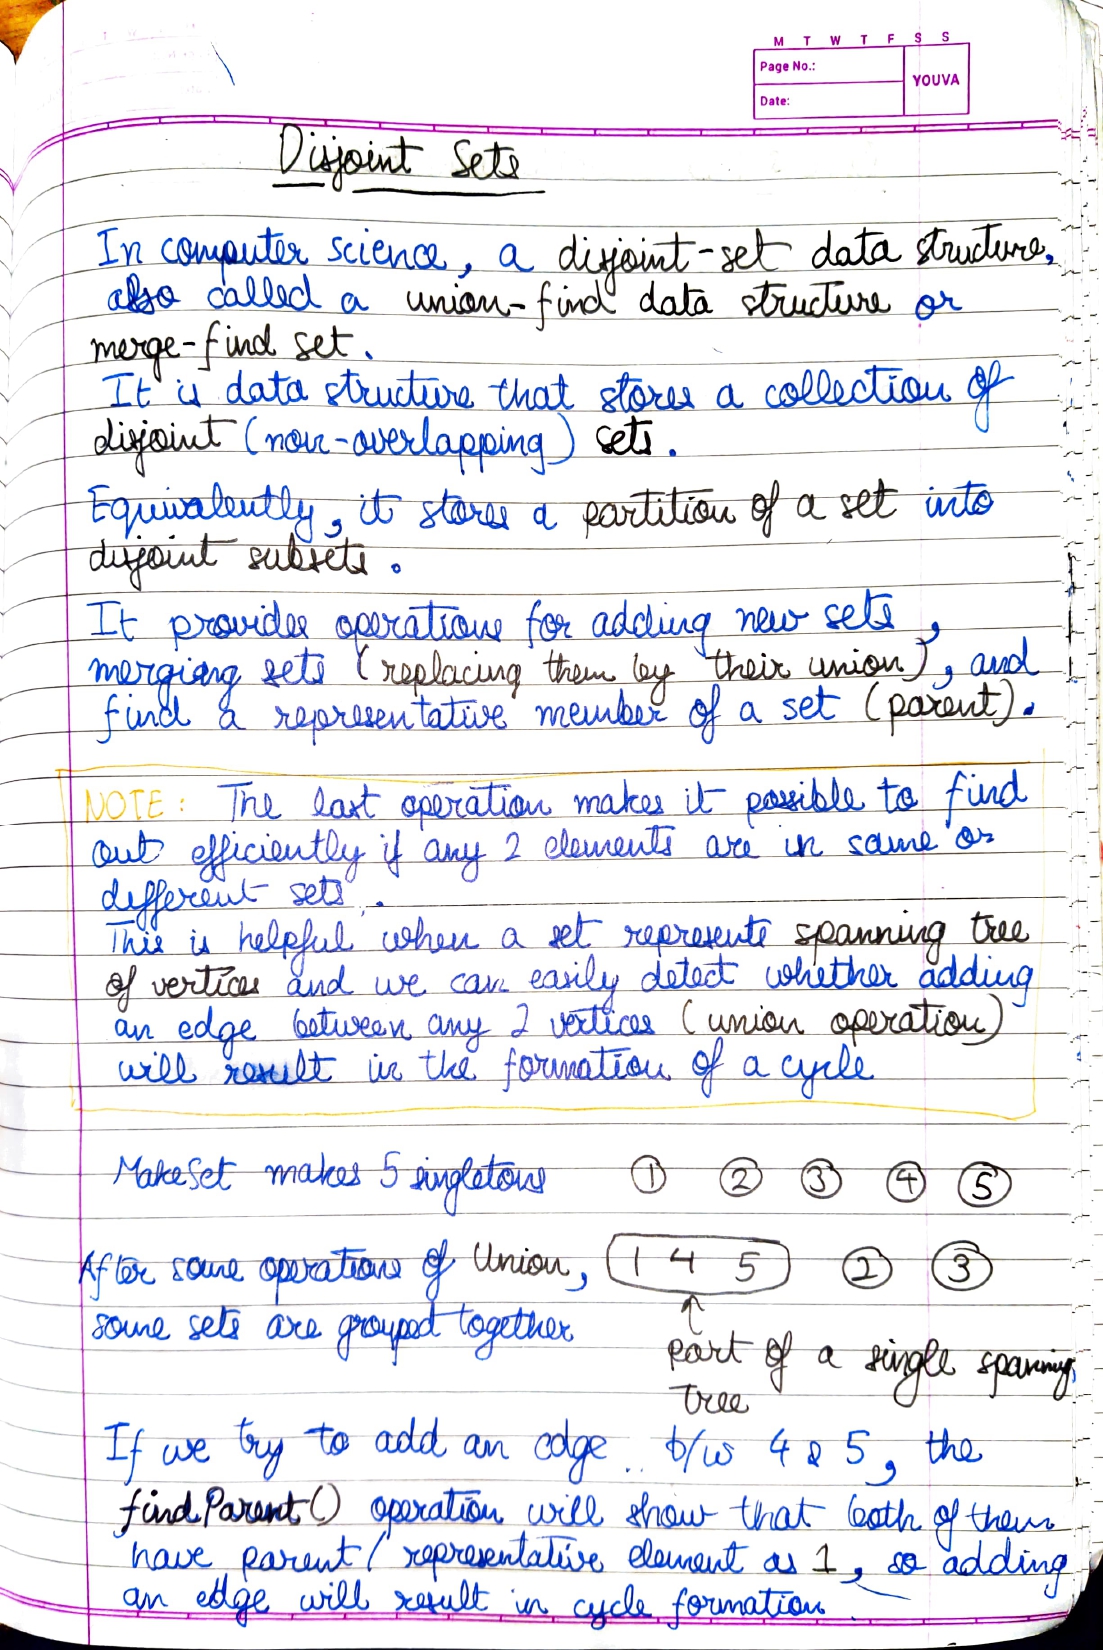 M T W T F S S
Page No.:
YOUVA
Date:
Disjoint Sets
In computer science, a disjoint-set data structure,
also called a union-find data structure or
merge-find set.
It is data structure that stores a collection of
disjoint (non-overlapping) sets.
Equivalently, it stores a partition of a set into
disjoint subsets.
It provides operations for adding new sets,
merging sets (replacing them by their union), and
find a representative member of a set (parent).
NOTE: The last operation makes it possible to find
out efficiently if any 2 elements are in same or
different sets.
This is helpful when a set represents spanning tree
of vertices and we can easily detect whether adding
an edge between any 2 vertices (union operation)
will result in the formation of a cycle
MakeSet makes 5 singletons 1 2 3 4 5
After some operations of Union, 1 4 5 2 3
some sets are grouped together
part of a single spanning
tree
If we try to add an edge b/w 4 & 5, the
findParent() operation will show that both of them
have parent/representative element as 1, so adding
an edge will result in cycle formation